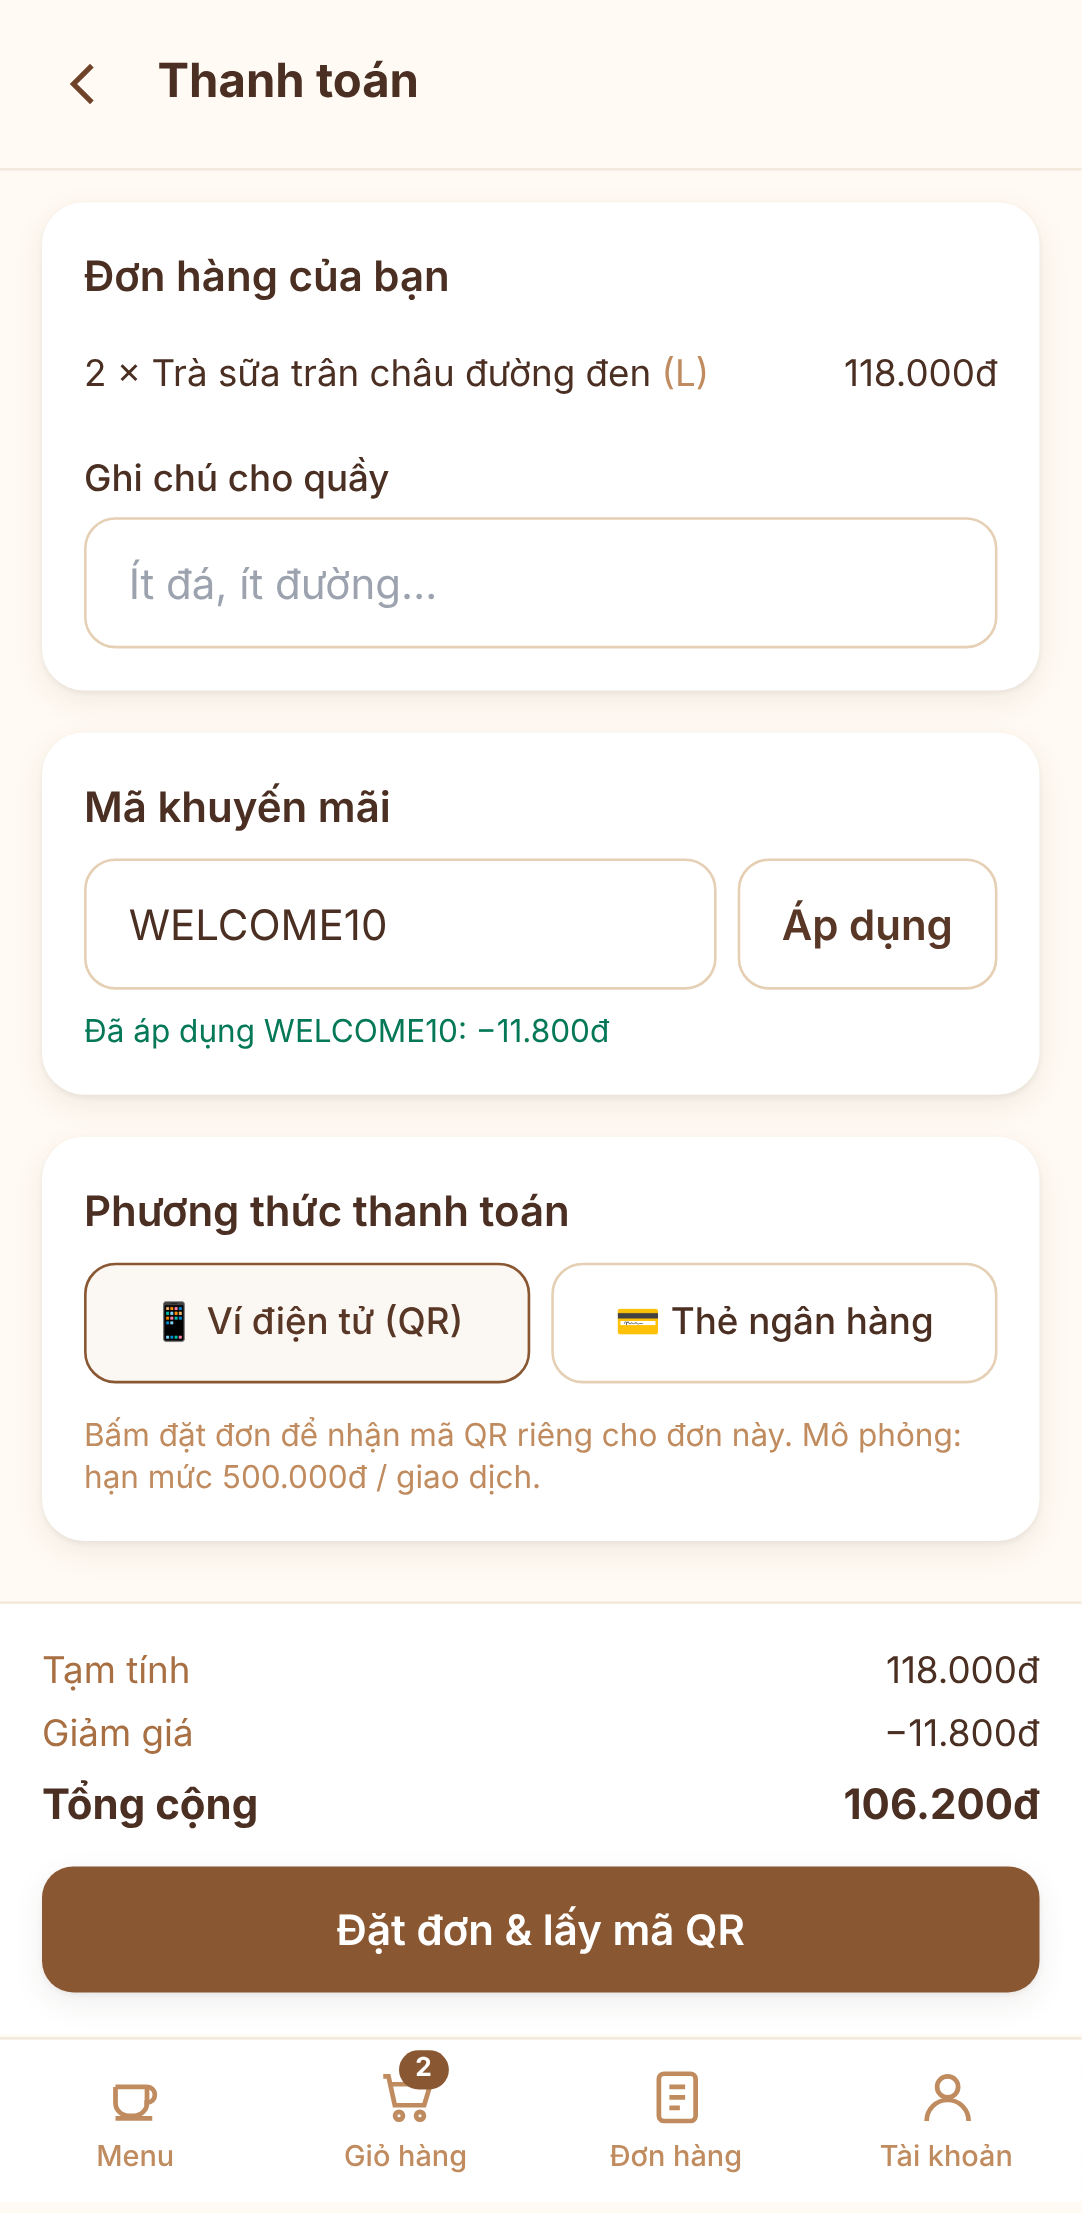 Thanh toán
Đơn hàng của bạn
2 × Trà sữa trân châu đường đen (L) 118.000đ
Ghi chú cho quầy
Ít đá, ít đường...
Mã khuyến mãi
WELCOME10 Áp dụng
Đã áp dụng WELCOME10: −11.800đ
Phương thức thanh toán
Ví điện tử (QR) Thẻ ngân hàng
Bấm đặt đơn để nhận mã QR riêng cho đơn này. Mô phỏng:
hạn mức 500.000đ / giao dịch.
Tạm tính 118.000đ
Giảm giá −11.800đ
Tổng cộng 106.200đ
Đặt đơn & lấy mã QR
2
Menu Giỏ hàng Đơn hàng Tài khoản